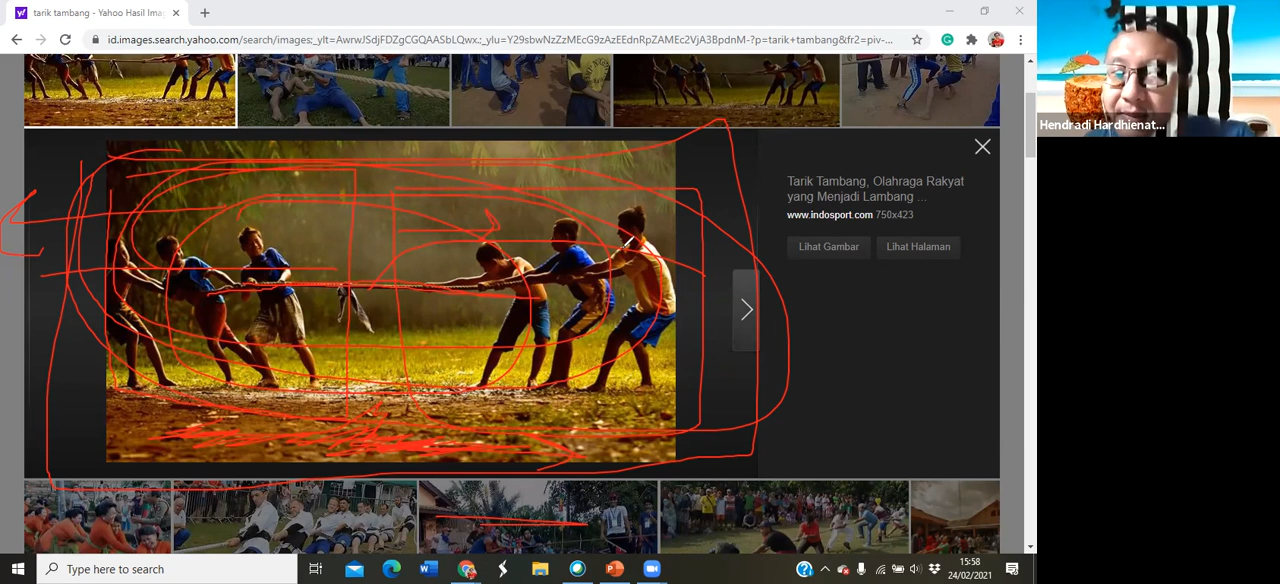 tarik tambang - Yahoo Hasil Ima
id.images.search.yahoo.com/search/images;_ylt=AwrwJSdjFDZgCGQAASbLQwx.;_ylu=Y29sbwNzZzMEcG9zAzEEdnRpZAMEc2VjA3BpdnM-?p=tarik+tambang&fr2=piv-...
Hendradi Hardhienat...
Tarik Tambang, Olahraga Rakyat
yang Menjadi Lambang ...
www.indosport.com 750x423
Lihat Gambar
Lihat Halaman
Type here to search
15:58
24/02/2021